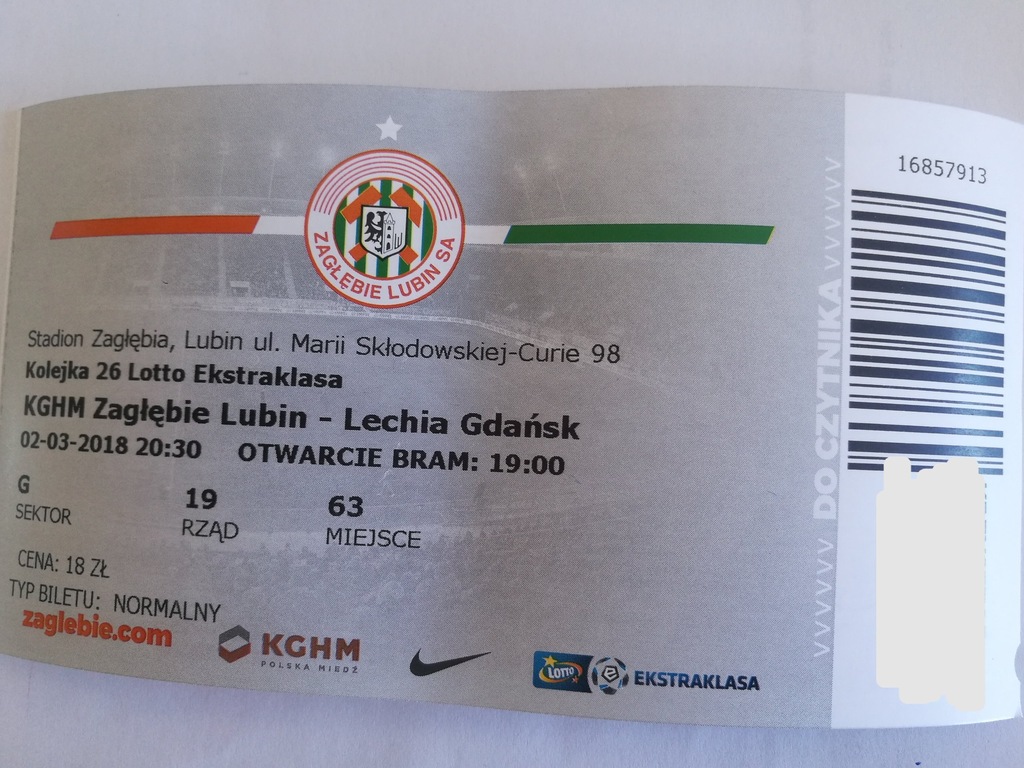 ZAGŁĘBIE LUBIN SA
Stadion Zagłębia, Lubin ul. Marii Skłodowskiej-Curie 98
Kolejka 26 Lotto Ekstraklasa
KGHM Zagłębie Lubin - Lechia Gdańsk
02-03-2018 20:30 OTWARCIE BRAM: 19:00
G 19 63
SEKTOR RZĄD MIEJSCE
CENA: 18 ZŁ
TYP BILETU: NORMALNY
zaglebie.com
KGHM
POLSKA MIEDŹ
LOTTO EKSTRAKLASA
DO CZYTNIKA
16857913